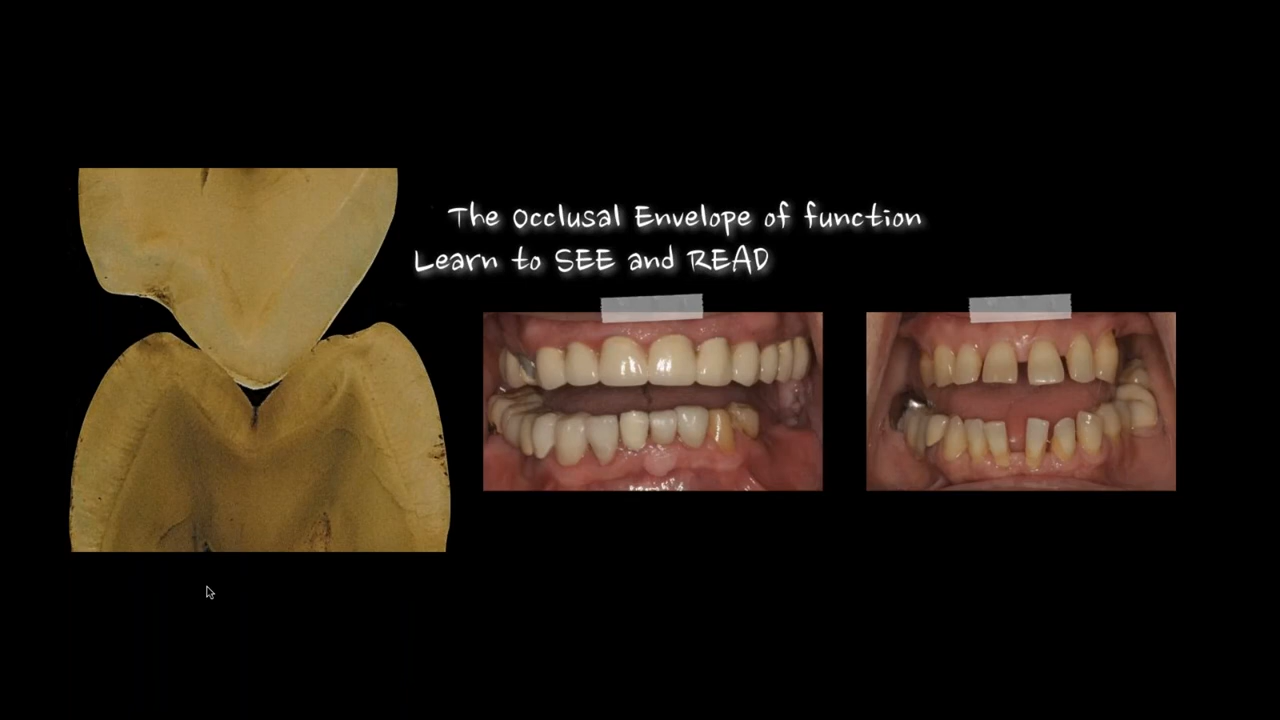 The Occlusal Envelope of function
Learn to SEE and READ